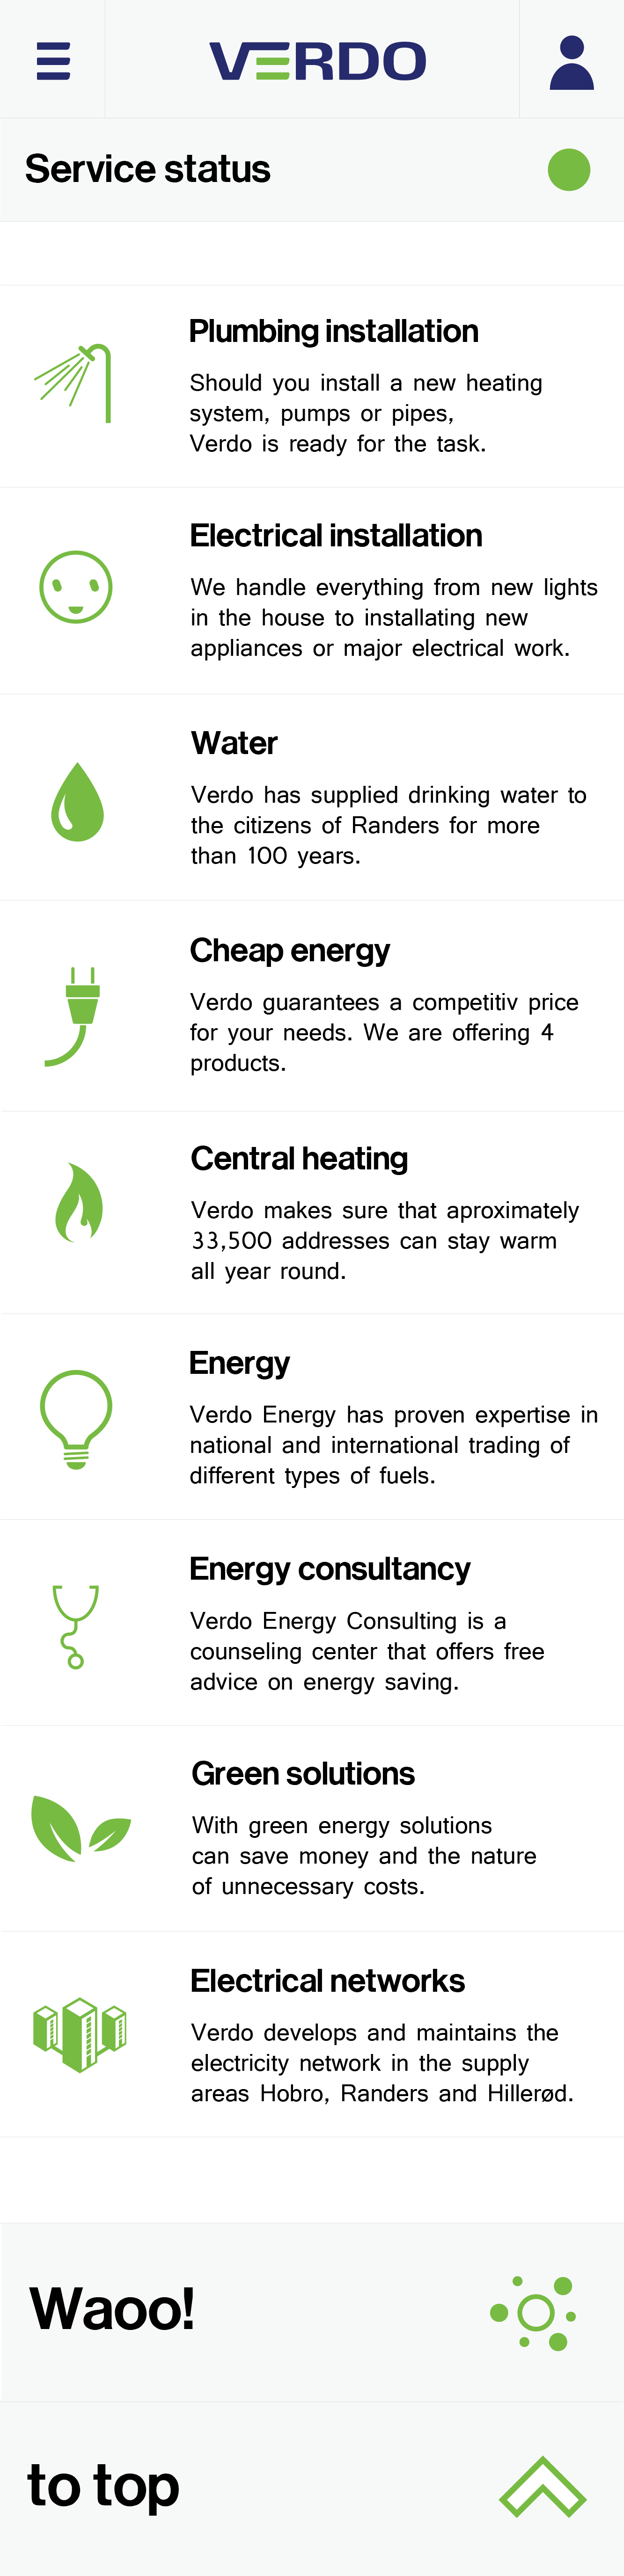 VERDO
Service status
Plumbing installation
Should you install a new heating
system, pumps or pipes,
Verdo is ready for the task.
Electrical installation
We handle everything from new lights
in the house to installating new
appliances or major electrical work.
Water
Verdo has supplied drinking water to
the citizens of Randers for more
than 100 years.
Cheap energy
Verdo guarantees a competitiv price
for your needs. We are offering 4
products.
Central heating
Verdo makes sure that aproximately
33,500 addresses can stay warm
all year round.
Energy
Verdo Energy has proven expertise in
national and international trading of
different types of fuels.
Energy consultancy
Verdo Energy Consulting is a
counseling center that offers free
advice on energy saving.
Green solutions
With green energy solutions
can save money and the nature
of unnecessary costs.
Electrical networks
Verdo develops and maintains the
electricity network in the supply
areas Hobro, Randers and Hillerød.
Waoo!
to top